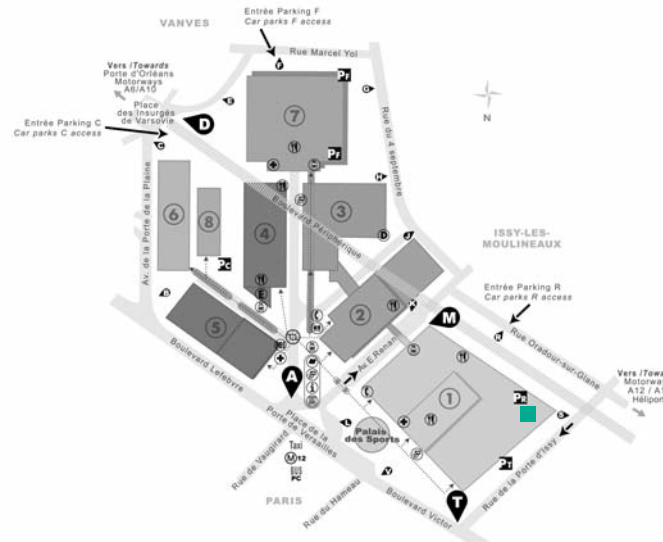 VANVES
Entrée Parking F
Car parks F access
Rue Marcel Yol
Vers /Towards
Porte d'Orléans
Motorways
A6/A10
Place
des Insurgés
de Varsovie
Entrée Parking C
Car parks C access
D
F
E
G
C
PF
7
PF
N
Rue du 4 septembre
H
Av. de la Porte de la Plaine
6
8
4
3
D
Boulevard Périphérique
J
ISSY-LES-
MOULINEAUX
PC
E
B
5
2
K
M
Entrée Parking R
Car parks R access
R
Rue Oradour-sur-Glane
Boulevard Lefebvre
A
Av. E.Renan
Vers /Towar
Motorway
A12 / A1
Hélipor
1
PR
S
L
Place de la
Porte de Versailles
Palais
des Sports
PT
Rue de la Porte d'Issy
Taxi
M 12
BUS
PC
Rue de Vaugirard
V
T
PARIS
Rue du Hameau
Boulevard Victor